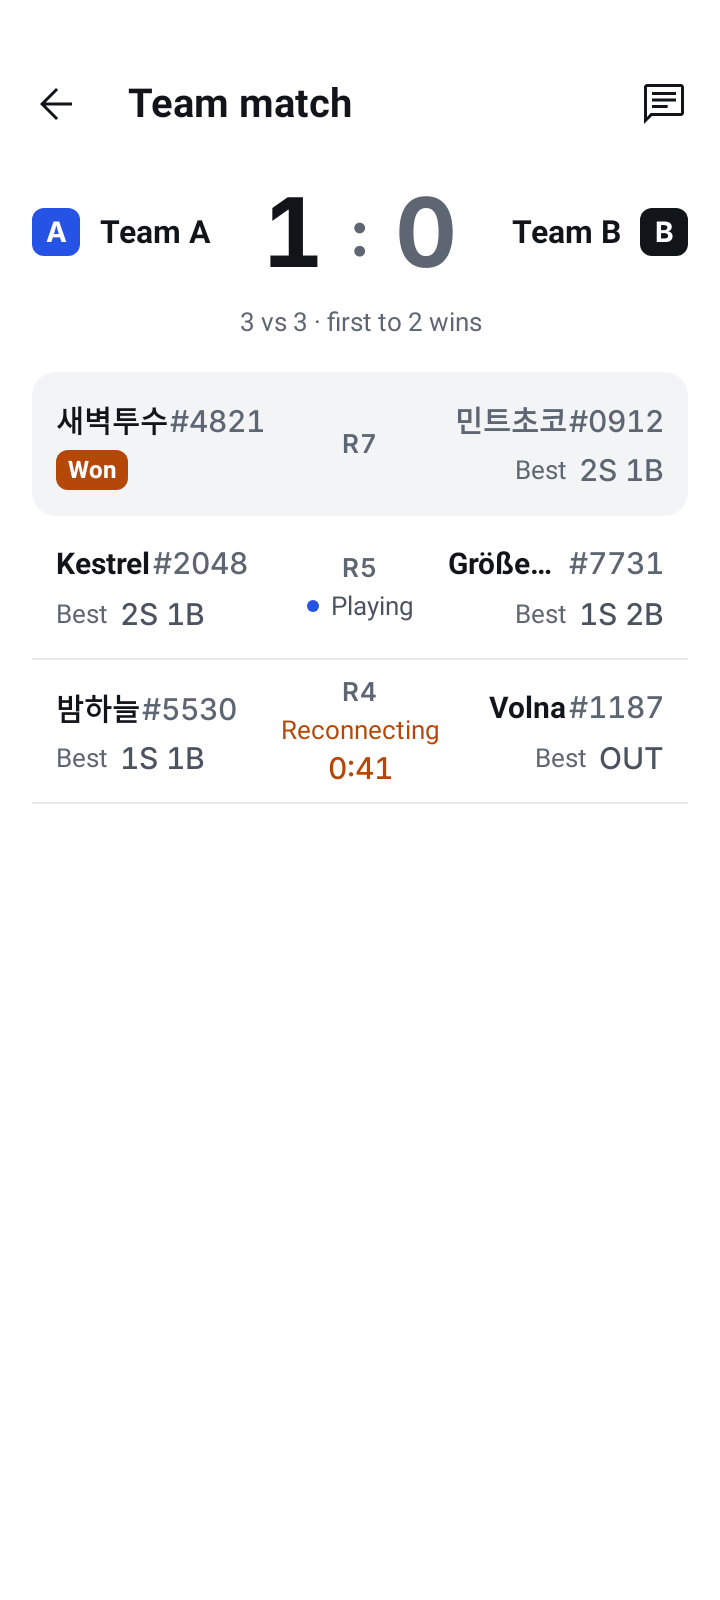 Team match
A Team A 1 : 0 Team B B
3 vs 3 · first to 2 wins
새벽투수#4821 R7 민트초코#0912
Won Best 2S 1B
Kestrel#2048 R5 Größe… #7731
Best 2S 1B Playing Best 1S 2B
밤하늘#5530 R4 Volna#1187
Reconnecting
Best 1S 1B 0:41 Best OUT